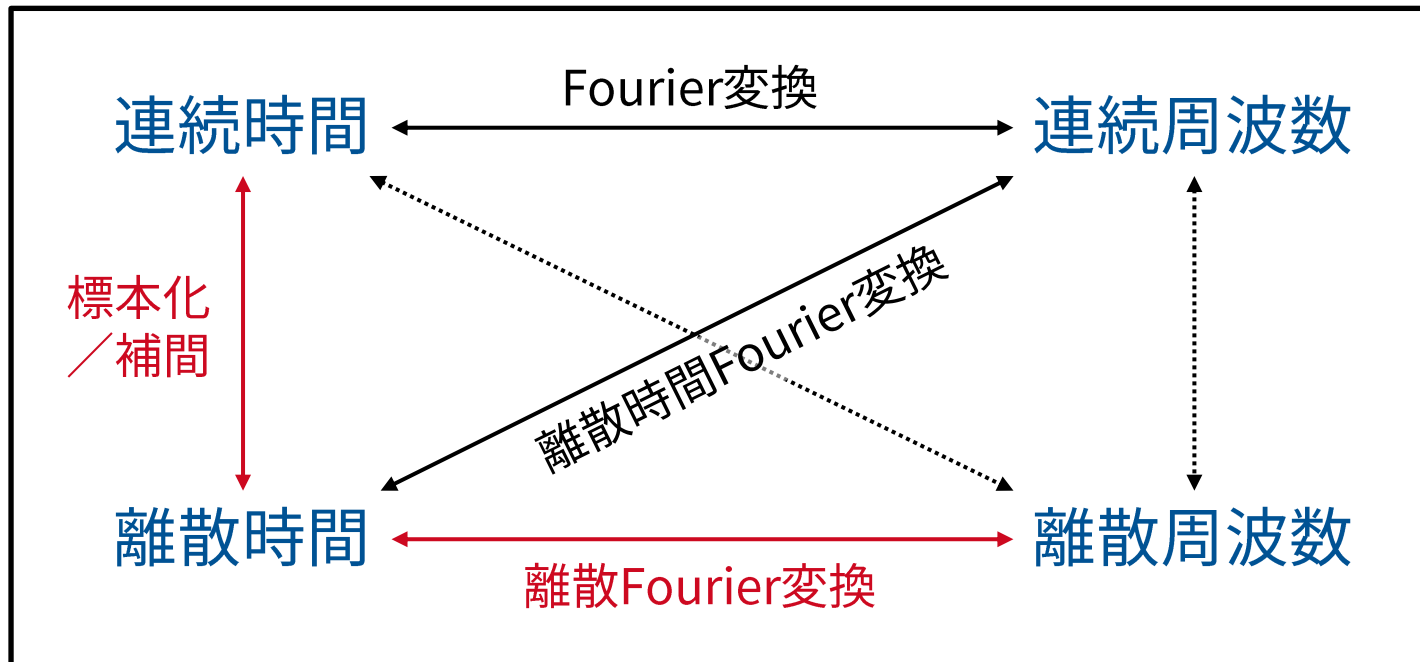 Fourier変換
連続時間
連続周波数
標本化
／補間
離散時間Fourier変換
離散時間
離散周波数
離散Fourier変換